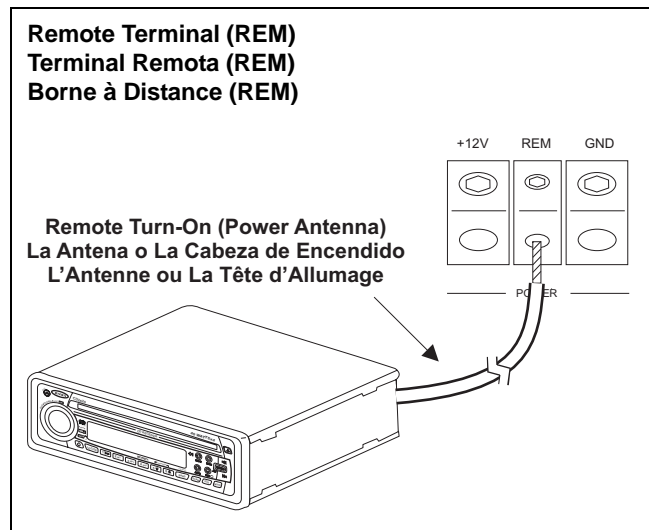 Remote Terminal (REM)
Terminal Remota (REM)
Borne à Distance (REM)
+12V REM GND
Remote Turn-On (Power Antenna)
La Antena o La Cabeza de Encendido
L'Antenne ou La Tête d'Allumage